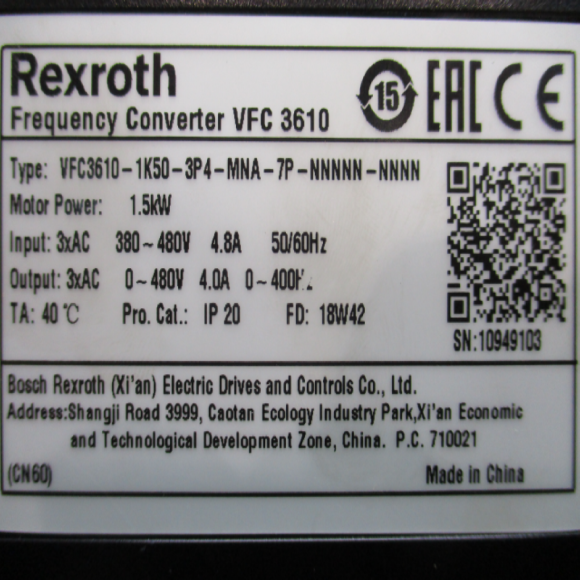 Rexroth
Frequency Converter VFC 3610
15
EAC CE
Type: VFC3610-1K50-3P4-MNA-7P-NNNNN-NNNN
Motor Power: 1.5kW
Input: 3xAC 380~480V 4.8A 50/60Hz
Output: 3xAC 0~480V 4.0A 0~400Hz
TA: 40℃ Pro. Cat.: IP 20 FD: 18W42
SN:10949103
Bosch Rexroth (Xi'an) Electric Drives and Controls Co., Ltd.
Address:Shangji Road 3999, Caotan Ecology Industry Park,Xi'an Economic
and Technological Development Zone, China. P.C. 710021
(CN60) Made in China